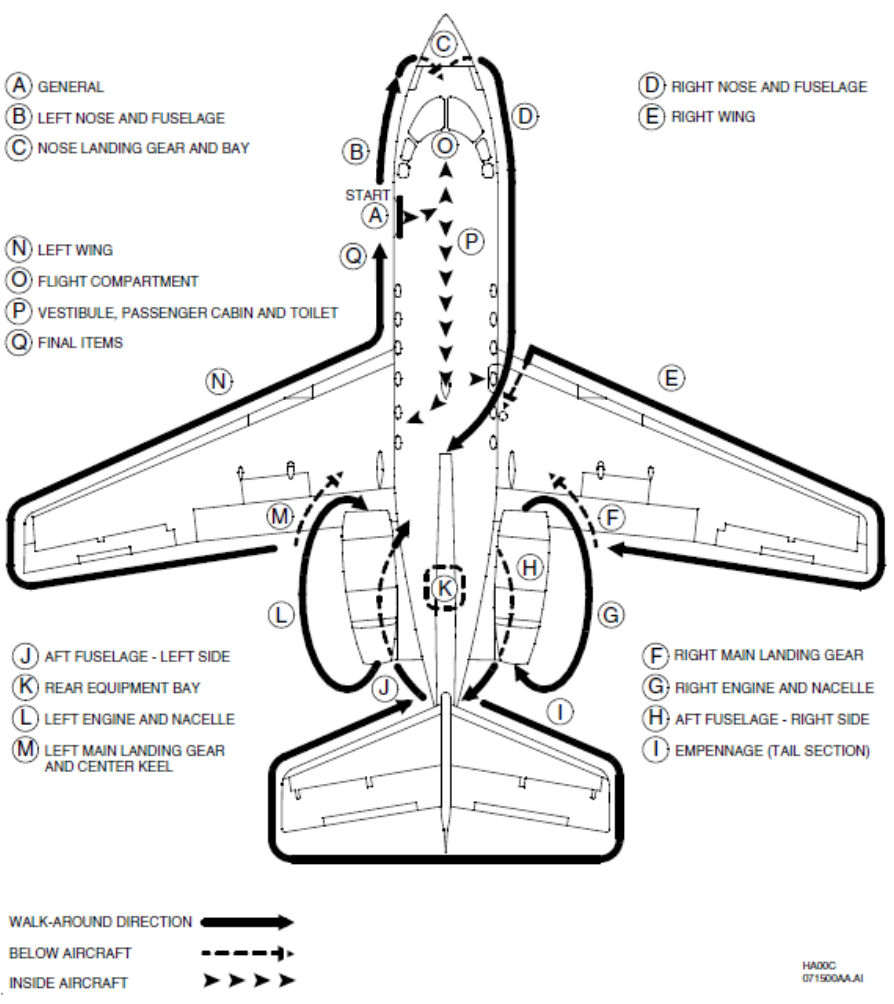 C
A GENERAL
B LEFT NOSE AND FUSELAGE
C NOSE LANDING GEAR AND BAY
D RIGHT NOSE AND FUSELAGE
E RIGHT WING
D
B
O
START
A
P
Q
N LEFT WING
O FLIGHT COMPARTMENT
P VESTIBULE, PASSENGER CABIN AND TOILET
Q FINAL ITEMS
N
E
M
F
H
K
L
G
J
I
J AFT FUSELAGE - LEFT SIDE
K REAR EQUIPMENT BAY
L LEFT ENGINE AND NACELLE
M LEFT MAIN LANDING GEAR
AND CENTER KEEL
F RIGHT MAIN LANDING GEAR
G RIGHT ENGINE AND NACELLE
H AFT FUSELAGE - RIGHT SIDE
I EMPENNAGE (TAIL SECTION)
WALK-AROUND DIRECTION
BELOW AIRCRAFT
INSIDE AIRCRAFT
HA00C
071500AA.AI